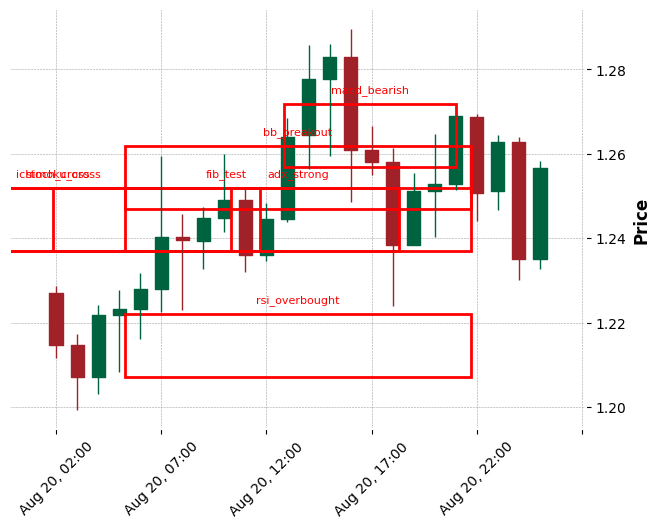 1.28
macd_bearish
bb_breakout
1.26
stoch_cross
fib_test
adx_strong
1.24
Price
rsi_overbought
1.22
1.20
Aug 20, 02:00
Aug 20, 07:00
Aug 20, 12:00
Aug 20, 17:00
Aug 20, 22:00